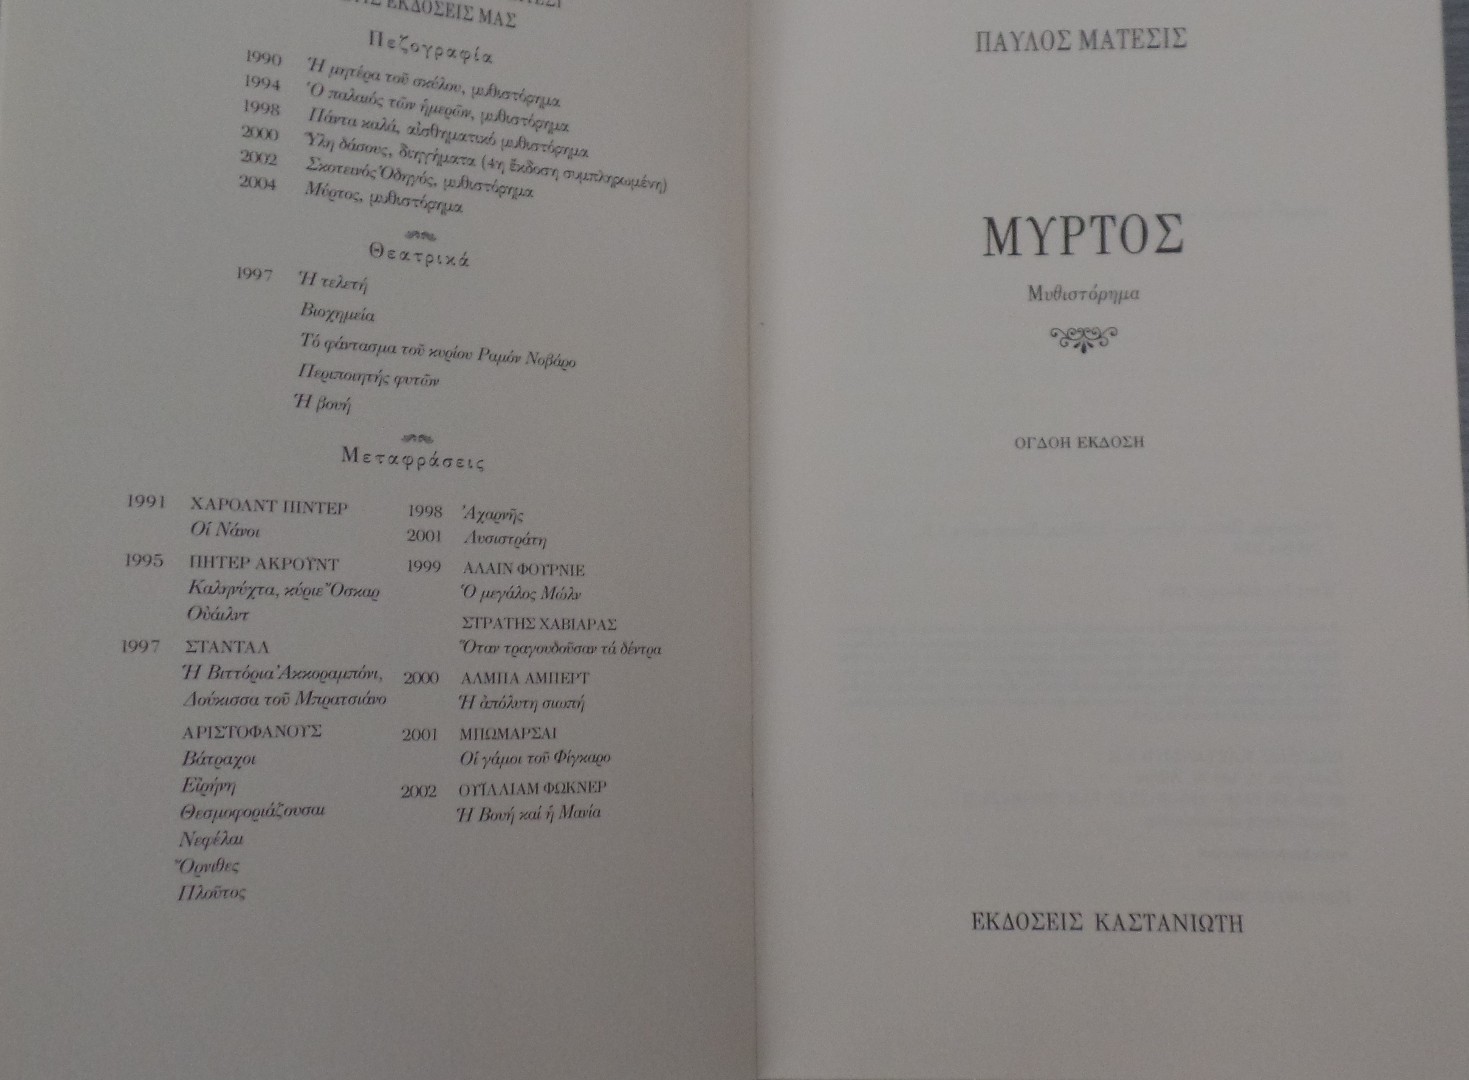 ΕΚΔΟΣΕΙΣ ΜΑΣ
Πεζογραφία
1990 Ἡ μητέρα τοῦ σκύλου, μυθιστόρημα
1994 Ὁ παλαιός τῶν ἡμερῶν, μυθιστόρημα
1998 Πάντα καλά, αἰσθηματικό μυθιστόρημα
2000 Ὕλη δάσους, διηγήματα (4η ἔκδοση συμπληρωμένη)
2002 Σκοτεινός Ὁδηγός, μυθιστόρημα
2004 Μύρτος, μυθιστόρημα
Θεατρικά
1997 Ἡ τελετή
Βιοχημεία
Τό φάντασμα τοῦ κυρίου Ραμόν Νοβάρο
Περιποιητής φυτῶν
Ἡ βουή
Μεταφράσεις
1991 ΧΑΡΟΛΝΤ ΠΙΝΤΕΡ
Οἱ Νάνοι
1995 ΠΗΤΕΡ ΑΚΡΟΫΝΤ
Καληνύχτα, κύριε Ὄσκαρ
Οὐάιλντ
1997 ΣΤΑΝΤΑΛ
Ἡ Βιττόρια Ἀκκοραμπόνι,
Δούκισσα τοῦ Μπρατσιάνο
ΑΡΙΣΤΟΦΑΝΟΥΣ
Βάτραχοι
Εἰρήνη
Θεσμοφοριάζουσαι
Νεφέλαι
Ὄρνιθες
Πλοῦτος
1998 Ἀχαρνῆς
2001 Λυσιστράτη
1999 ΑΛΑΙΝ ΦΟΥΡΝΙΕ
Ὁ μεγάλος Μώλν
ΣΤΡΑΤΗΣ ΧΑΒΙΑΡΑΣ
Ὅταν τραγουδοῦσαν τά δέντρα
2000 ΑΛΜΠΑ ΑΜΠΕΡΤ
Ἡ ἀπόλυτη σιωπή
2001 ΜΠΩΜΑΡΣΑΙ
Οἱ γάμοι τοῦ Φίγκαρο
2002 ΟΥΪΛΛΙΑΜ ΦΩΚΝΕΡ
Ἡ Βουή καί ἡ Μανία
ΠΑΥΛΟΣ ΜΑΤΕΣΙΣ
ΜΥΡΤΟΣ
Μυθιστόρημα
ΟΓΔΟΗ ΕΚΔΟΣΗ
ΕΚΔΟΣΕΙΣ ΚΑΣΤΑΝΙΩΤΗ